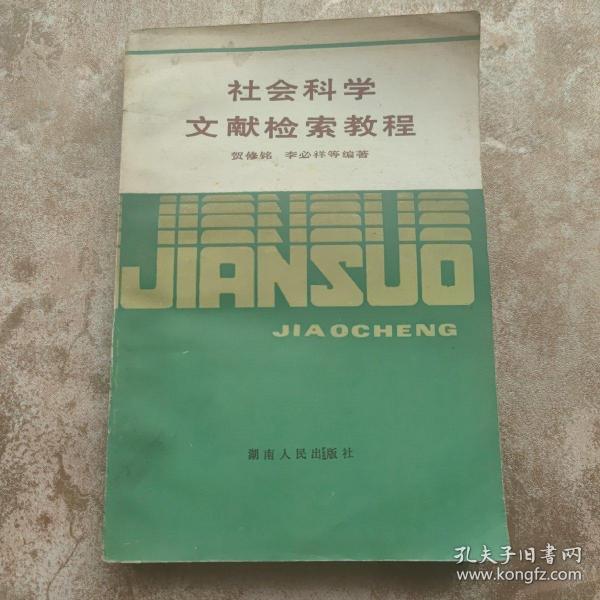 社会科学
文献检索教程
贺修铭 李必祥等编著
JIANSUO
JIAOCHENG
湖南人民出版社
孔夫子旧书网
www.kongfz.com